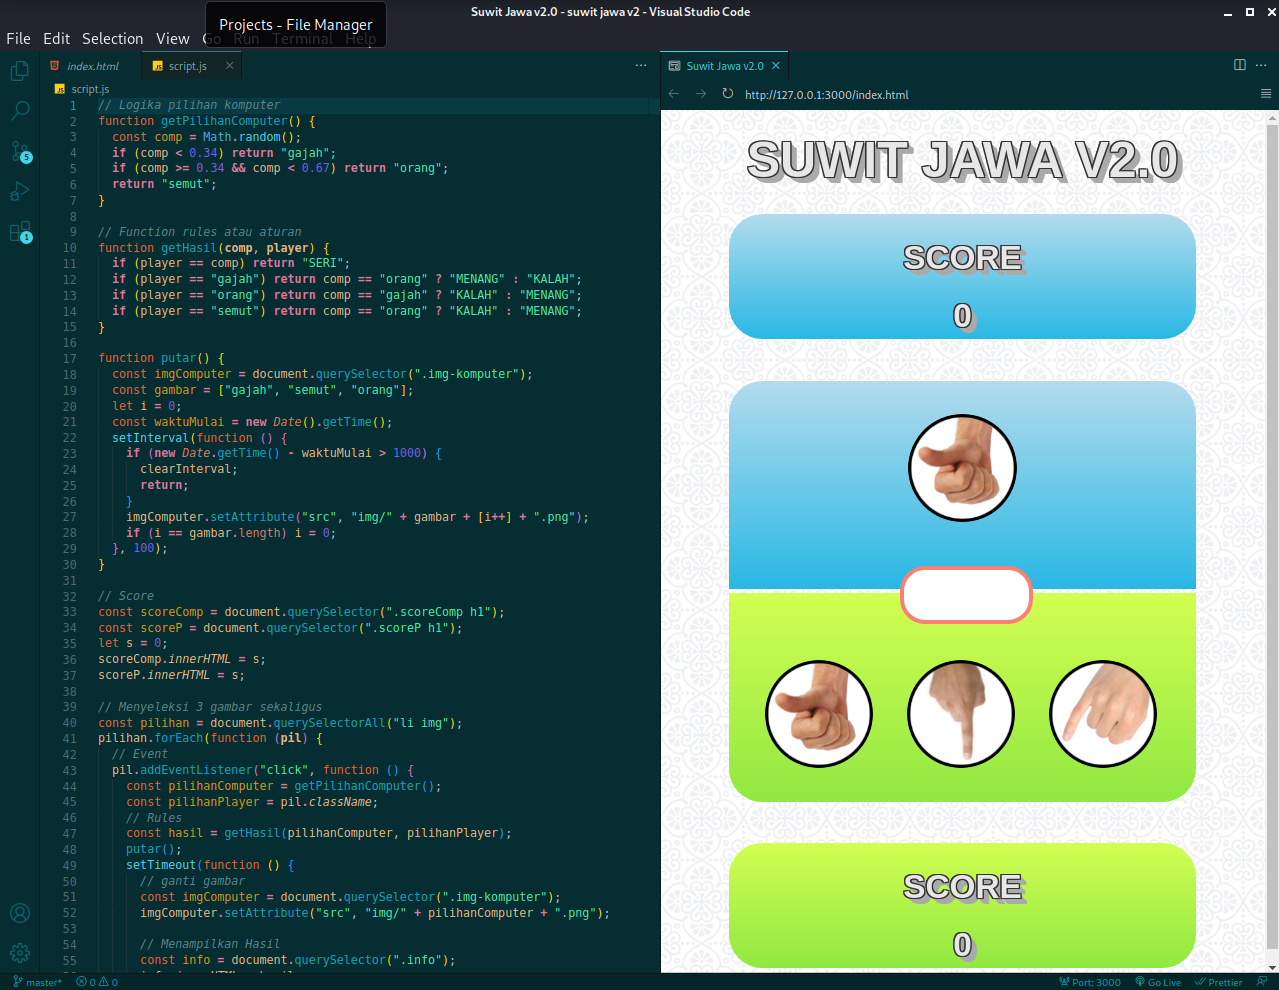 Suwit Jawa v2.0 - suwit jawa v2 - Visual Studio Code
Projects - File Manager
File Edit Selection View Go Run Terminal Help
index.html
script.js
script.js
1 // Logika pilihan komputer
2 function getPilihanComputer() {
3 const comp = Math.random();
4 if (comp < 0.34) return "gajah";
5 if (comp >= 0.34 && comp < 0.67) return "orang";
6 return "semut";
7 }
8
9 // Function rules atau aturan
10 function getHasil(comp, player) {
11 if (player == comp) return "SERI";
12 if (player == "gajah") return comp == "orang" ? "MENANG" : "KALAH";
13 if (player == "orang") return comp == "gajah" ? "KALAH" : "MENANG";
14 if (player == "semut") return comp == "orang" ? "KALAH" : "MENANG";
15 }
16
17 function putar() {
18 const imgComputer = document.querySelector(".img-komputer");
19 const gambar = ["gajah", "semut", "orang"];
20 let i = 0;
21 const waktuMulai = new Date().getTime();
22 setInterval(function () {
23 if (new Date.getTime() - waktuMulai > 1000) {
24 clearInterval;
25 return;
26 }
27 imgComputer.setAttribute("src", "img/" + gambar + [i++] + ".png");
28 if (i == gambar.length) i = 0;
29 }, 100);
30 }
31
32 // Score
33 const scoreComp = document.querySelector(".scoreComp h1");
34 const scoreP = document.querySelector(".scoreP h1");
35 let s = 0;
36 scoreComp.innerHTML = s;
37 scoreP.innerHTML = s;
38
39 // Menyeleksi 3 gambar sekaligus
40 const pilihan = document.querySelectorAll("li img");
41 pilihan.forEach(function (pil) {
42 // Event
43 pil.addEventListener("click", function () {
44 const pilihanComputer = getPilihanComputer();
45 const pilihanPlayer = pil.className;
46 // Rules
47 const hasil = getHasil(pilihanComputer, pilihanPlayer);
48 putar();
49 setTimeout(function () {
50 // ganti gambar
51 const imgComputer = document.querySelector(".img-komputer");
52 imgComputer.setAttribute("src", "img/" + pilihanComputer + ".png");
53
54 // Menampilkan Hasil
55 const info = document.querySelector(".info");
5
1
Suwit Jawa v2.0
http://127.0.0.1:3000/index.html
SUWIT JAWA V2.0
SCORE
0
SCORE
0
master* 0 0
Port: 3000 Go Live Prettier